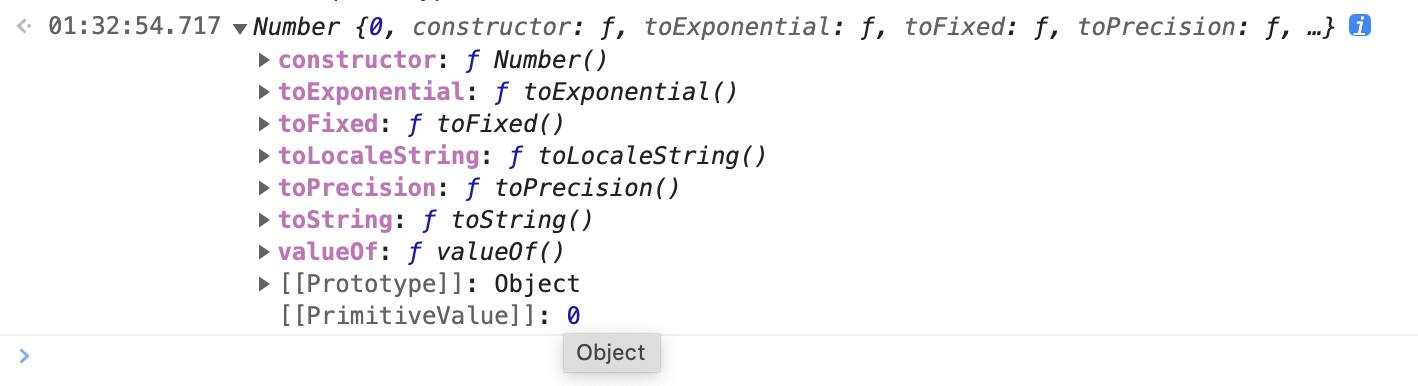 01:32:54.717 Number {0, constructor: ƒ, toExponential: ƒ, toFixed: ƒ, toPrecision: ƒ, …} i
constructor: ƒ Number()
toExponential: ƒ toExponential()
toFixed: ƒ toFixed()
toLocaleString: ƒ toLocaleString()
toPrecision: ƒ toPrecision()
toString: ƒ toString()
valueOf: ƒ valueOf()
[[Prototype]]: Object
[[PrimitiveValue]]: 0
Object